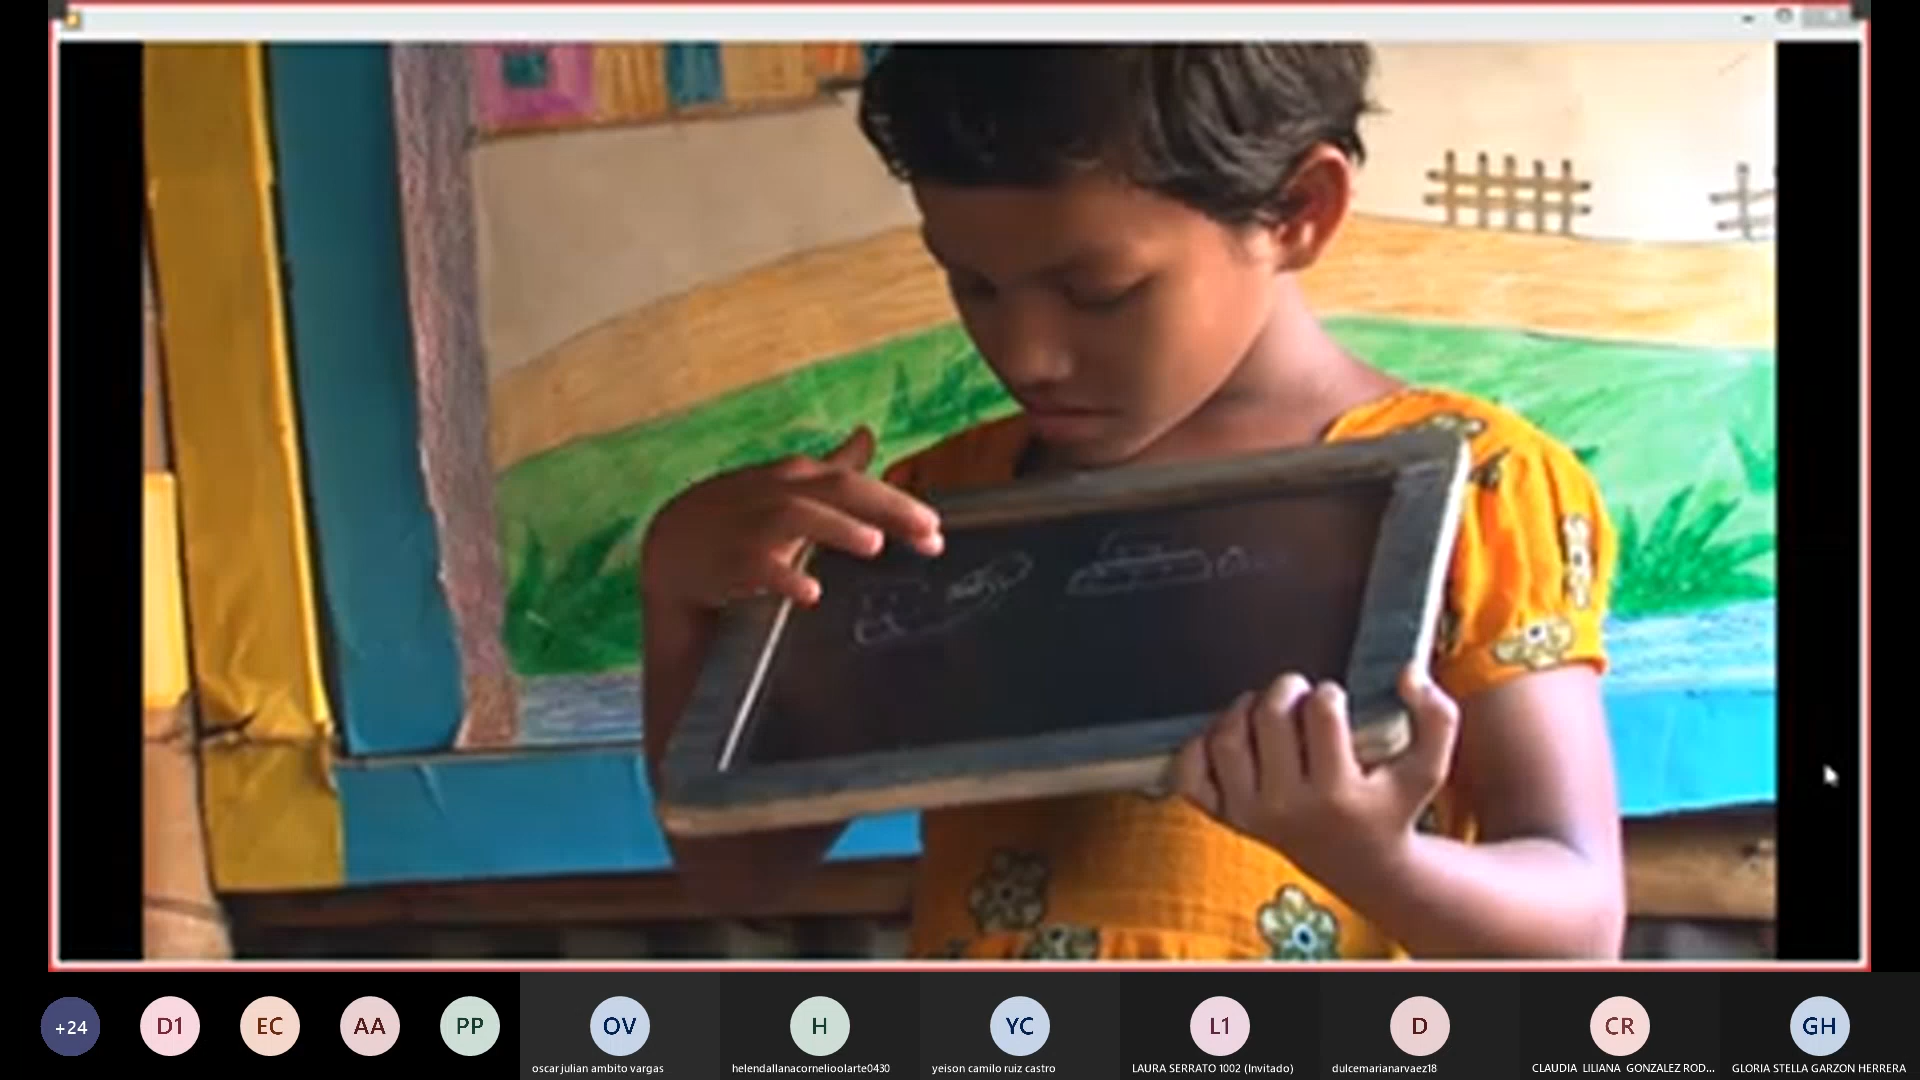 +24
D1
EC
AA
PP
OV
H
YC
L1
D
CR
GH
oscar julian ambito vargas
helendallanacornelioolarte0430
yeison camilo ruiz castro
LAURA SERRATO 1002 (Invitado)
dulcemarianarvaez18
CLAUDIA LILIANA GONZALEZ ROD...
GLORIA STELLA GARZON HERRERA